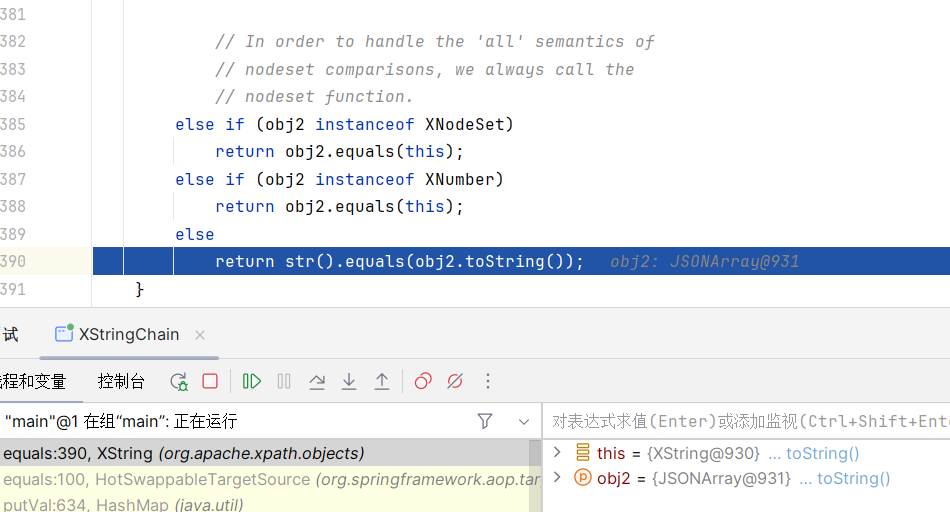 381
382 // In order to handle the 'all' semantics of
383 // nodeset comparisons, we always call the
384 // nodeset function.
385 else if (obj2 instanceof XNodeSet)
386 return obj2.equals(this);
387 else if (obj2 instanceof XNumber)
388 return obj2.equals(this);
389 else
390 return str().equals(obj2.toString()); obj2: JSONArray@931
391 }
试 XStringChain ×
线程和变量 控制台
"main"@1 在组“main”: 正在运行
对表达式求值(Enter)或添加监视(Ctrl+Shift+Ente
equals:390, XString (org.apache.xpath.objects)
this = {XString@930} ... toString()
equals:100, HotSwappableTargetSource (org.springframework.aop.tar
obj2 = {JSONArray@931} ... toString()
putVal:634, HashMap (java.util)